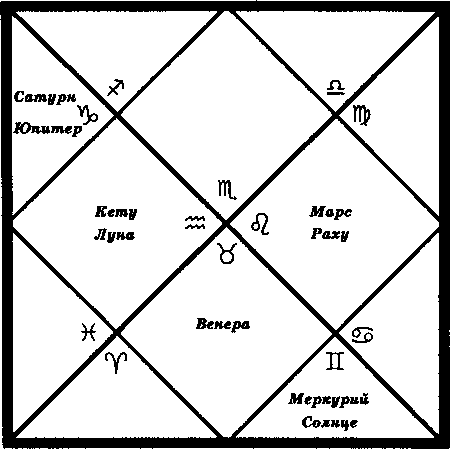 ♐ ♎
Сатурн
♑ ♍
Юпитер
♏
Кету Марс
♒ ♌
Луна Раху
♉
Венера
♓ ♋
♈ ♊
Меркурий
Солнце